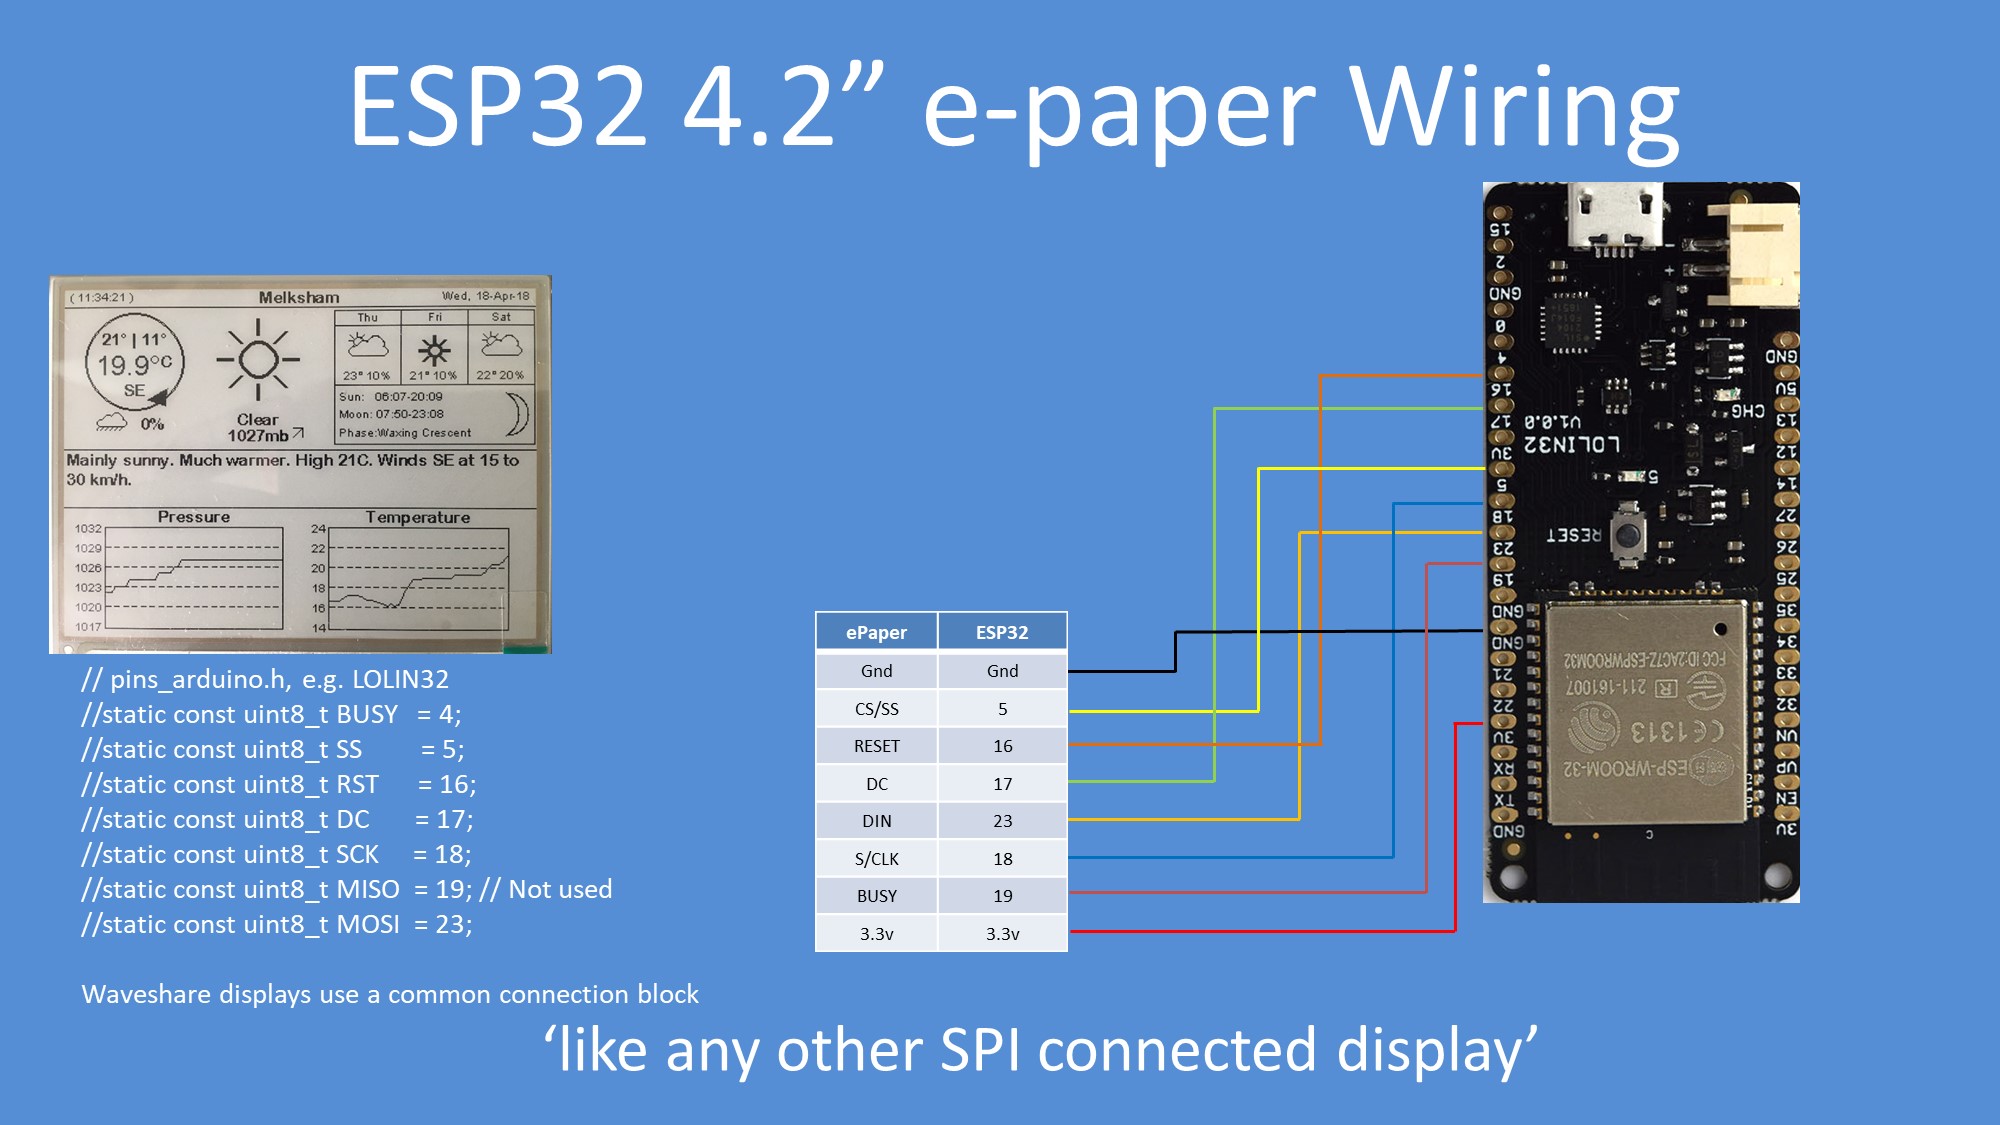 ESP32 4.2” e-paper Wiring
( 11:34:21 ) Melksham Wed, 18-Apr-18
21° | 11°
19.9°C
SE
0%
Clear
1027mb
Thu Fri Sat
23° 10% 21° 10% 22° 20%
Sun: 06:07-20:09
Moon: 07:50-23:08
Phase:Waxing Crescent
Mainly sunny. Much warmer. High 21C. Winds SE at 15 to
30 km/h.
Pressure
1032
1029
1026
1023
1020
1017
Temperature
24
22
20
18
16
14
// pins_arduino.h, e.g. LOLIN32
//static const uint8_t BUSY = 4;
//static const uint8_t SS = 5;
//static const uint8_t RST = 16;
//static const uint8_t DC = 17;
//static const uint8_t SCK = 18;
//static const uint8_t MISO = 19; // Not used
//static const uint8_t MOSI = 23;
Waveshare displays use a common connection block
ePaper ESP32
Gnd Gnd
CS/SS 5
RESET 16
DC 17
DIN 23
S/CLK 18
BUSY 19
3.3v 3.3v
15
2
GND
0
4
16
17
3V
5
18
23
19
GND
GND
21
22
3V
RX
TX
GND
- 
+
LOLIN32
V1.0.0
CHG
5
RESET
GND
5V
13
12
14
27
26
25
35
34
33
32
VN
VP
EN
3V
FCC ID:2AC7Z-ESPWROOM32
R 211-161007
CE1313
ESP-WROOM-32
C
‘like any other SPI connected display’